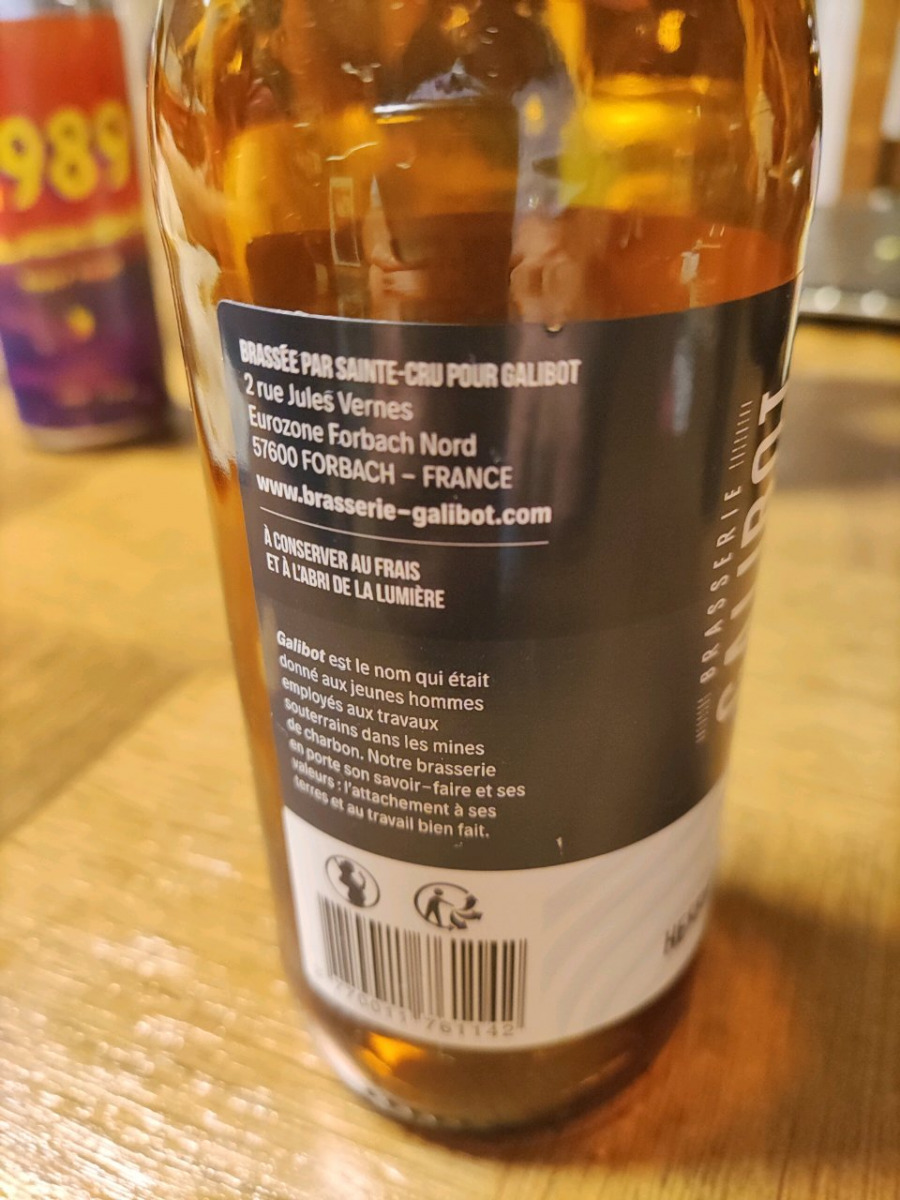 989
BRASSÉE PAR SAINTE-CRU POUR GALIBOT
2 rue Jules Vernes
Eurozone Forbach Nord
57600 FORBACH – FRANCE
www.brasserie-galibot.com
À CONSERVER AU FRAIS
ET À L'ABRI DE LA LUMIÈRE
Galibot est le nom qui était
donné aux jeunes hommes
employés aux travaux
souterrains dans les mines
de charbon. Notre brasserie
en porte son savoir-faire et ses
valeurs : l'attachement à ses
terres et au travail bien fait.
BRASSERIE
GALIBOT